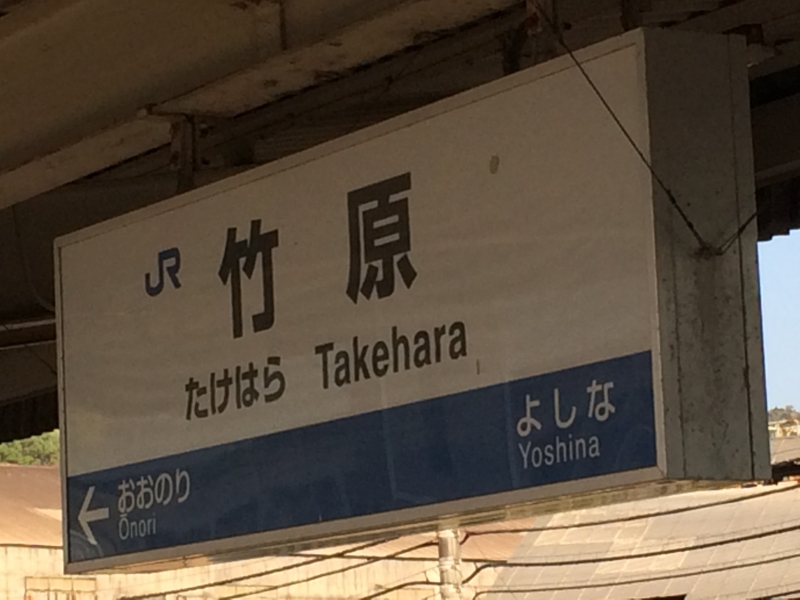 JR 竹原
たけはら Takehara
よしな
Yoshina
← おおのり
Ōnori